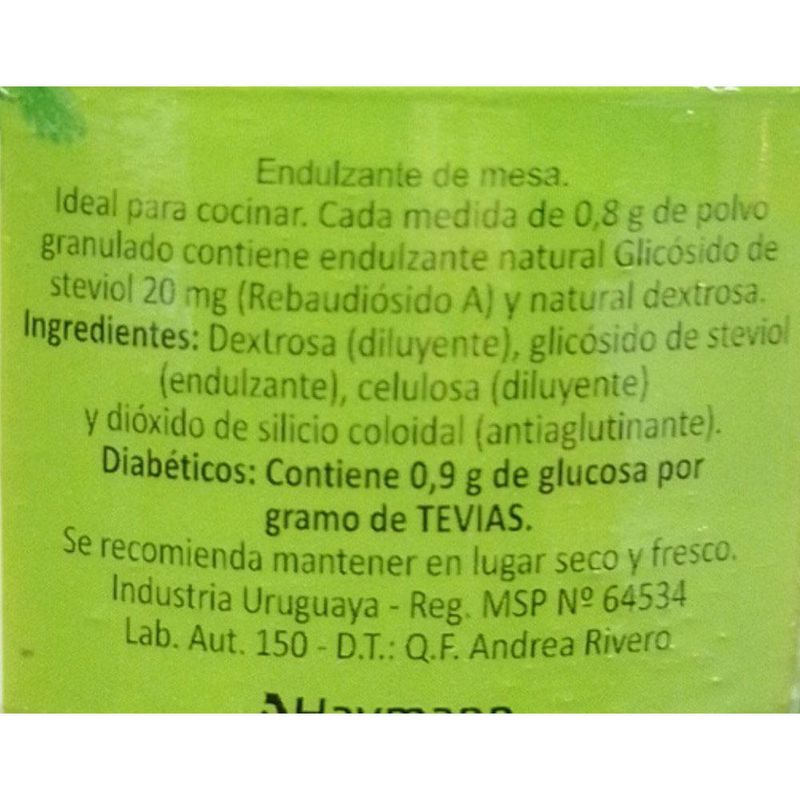 Endulzante de mesa.
Ideal para cocinar. Cada medida de 0,8 g de polvo
granulado contiene endulzante natural Glicósido de
steviol 20 mg (Rebaudiósido A) y natural dextrosa.
Ingredientes: Dextrosa (diluyente), glicósido de steviol
(endulzante), celulosa (diluyente)
y dióxido de silicio coloidal (antiaglutinante).
Diabéticos: Contiene 0,9 g de glucosa por
gramo de TEVIAS.
Se recomienda mantener en lugar seco y fresco.
Industria Uruguaya - Reg. MSP Nº 64534
Lab. Aut. 150 - D.T.: Q.F. Andrea Rivero